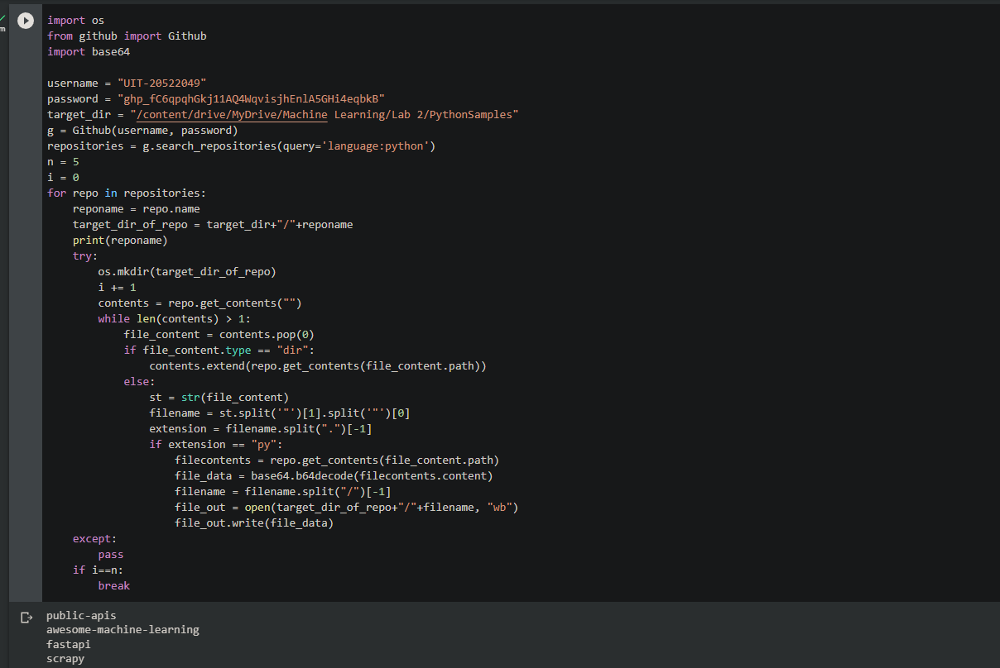 import os
from github import Github
import base64
username = "UIT-20522049"
password = "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"
target_dir = "/content/drive/MyDrive/Machine Learning/Lab 2/PythonSamples"
g = Github(username, password)
repositories = g.search_repositories(query='language:python')
n = 5
i = 0
for repo in repositories:
    reponame = repo.name
    target_dir_of_repo = target_dir+"/"+reponame
    print(reponame)
    try:
        os.mkdir(target_dir_of_repo)
        i += 1
        contents = repo.get_contents("")
        while len(contents) > 1:
            file_content = contents.pop(0)
            if file_content.type == "dir":
                contents.extend(repo.get_contents(file_content.path))
            else:
                st = str(file_content)
                filename = st.split('"')[1].split('"')[0]
                extension = filename.split(".")[-1]
                if extension == "py":
                    filecontents = repo.get_contents(file_content.path)
                    file_data = base64.b64decode(filecontents.content)
                    filename = filename.split("/")[-1]
                    file_out = open(target_dir_of_repo+"/"+filename, "wb")
                    file_out.write(file_data)
    except:
        pass
    if i==n:
        break
public-apis
awesome-machine-learning
fastapi
scrapy